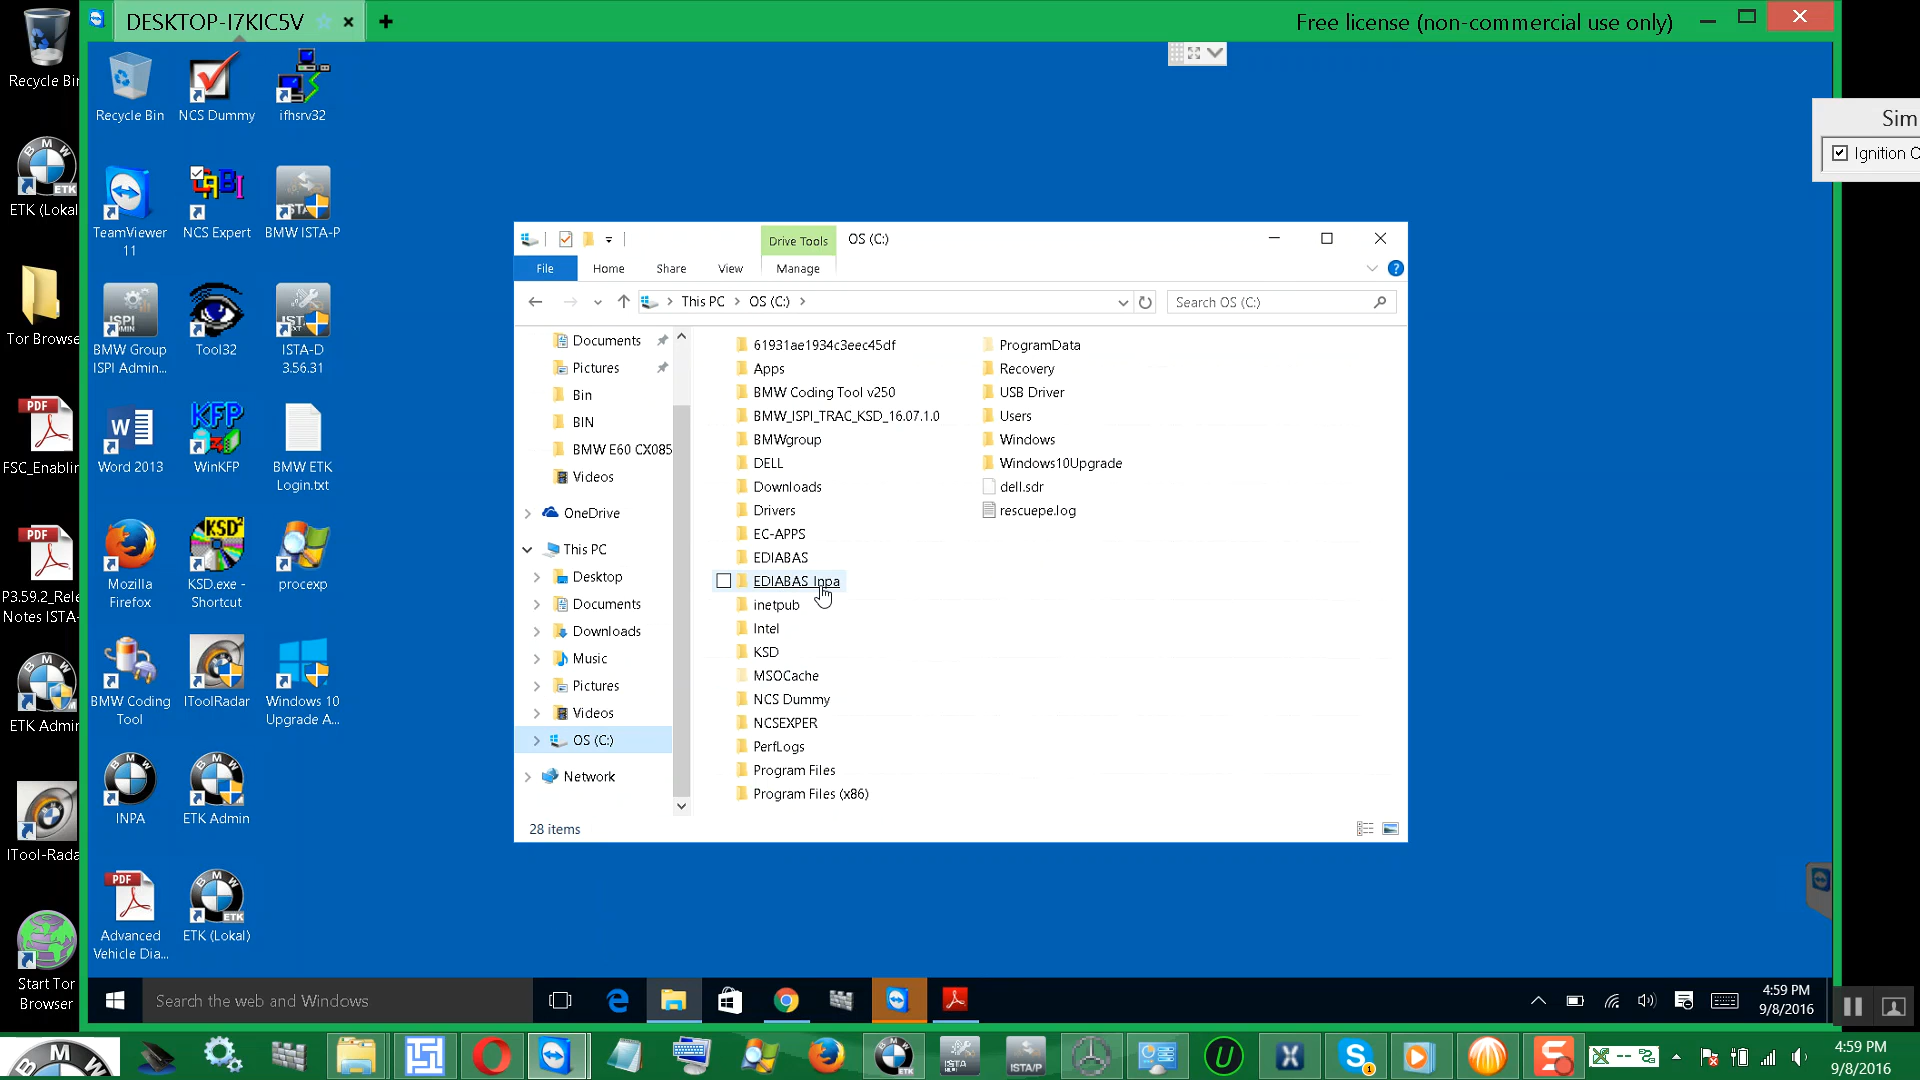 DESKTOP-I7KIC5V
Free license (non-commercial use only)
Recycle Bin
ETK (Lokal
Tor Browse
PDF
FSC_Enablin
PDF
P3.59.2_Rele
Notes ISTA-
ETK Admin
ITool-Rada
Start Tor
Browser
Recycle Bin
NCS Dummy
ifhsrv32
TeamViewer
11
NCS Expert
BMW ISTA-P
BMW Group
ISPI Admin...
Tool32
ISTA-D
3.56.31
Word 2013
WinKFP
BMW ETK
Login.txt
Mozilla
Firefox
KSD.exe -
Shortcut
procexp
BMW Coding
Tool
IToolRadar
Windows 10
Upgrade A...
INPA
ETK Admin
PDF
Advanced
Vehicle Dia...
ETK (Lokal)
Sim
Ignition O
Drive Tools
OS (C:)
File
Home
Share
View
Manage
This PC
OS (C:)
Search OS (C:)
Documents
Pictures
Bin
BIN
BMW E60 CX085
Videos
OneDrive
This PC
Desktop
Documents
Downloads
Music
Pictures
Videos
OS (C:)
Network
61931ae1934c3eec45df
Apps
BMW Coding Tool v250
BMW_ISPI_TRAC_KSD_16.07.1.0
BMWgroup
DELL
Downloads
Drivers
EC-APPS
EDIABAS
EDIABAS Inpa
inetpub
Intel
KSD
MSOCache
NCS Dummy
NCSEXPER
PerfLogs
Program Files
Program Files (x86)
ProgramData
Recovery
USB Driver
Users
Windows
Windows10Upgrade
dell.sdr
rescuepe.log
28 items
Search the web and Windows
4:59 PM
9/8/2016
4:59 PM
9/8/2016